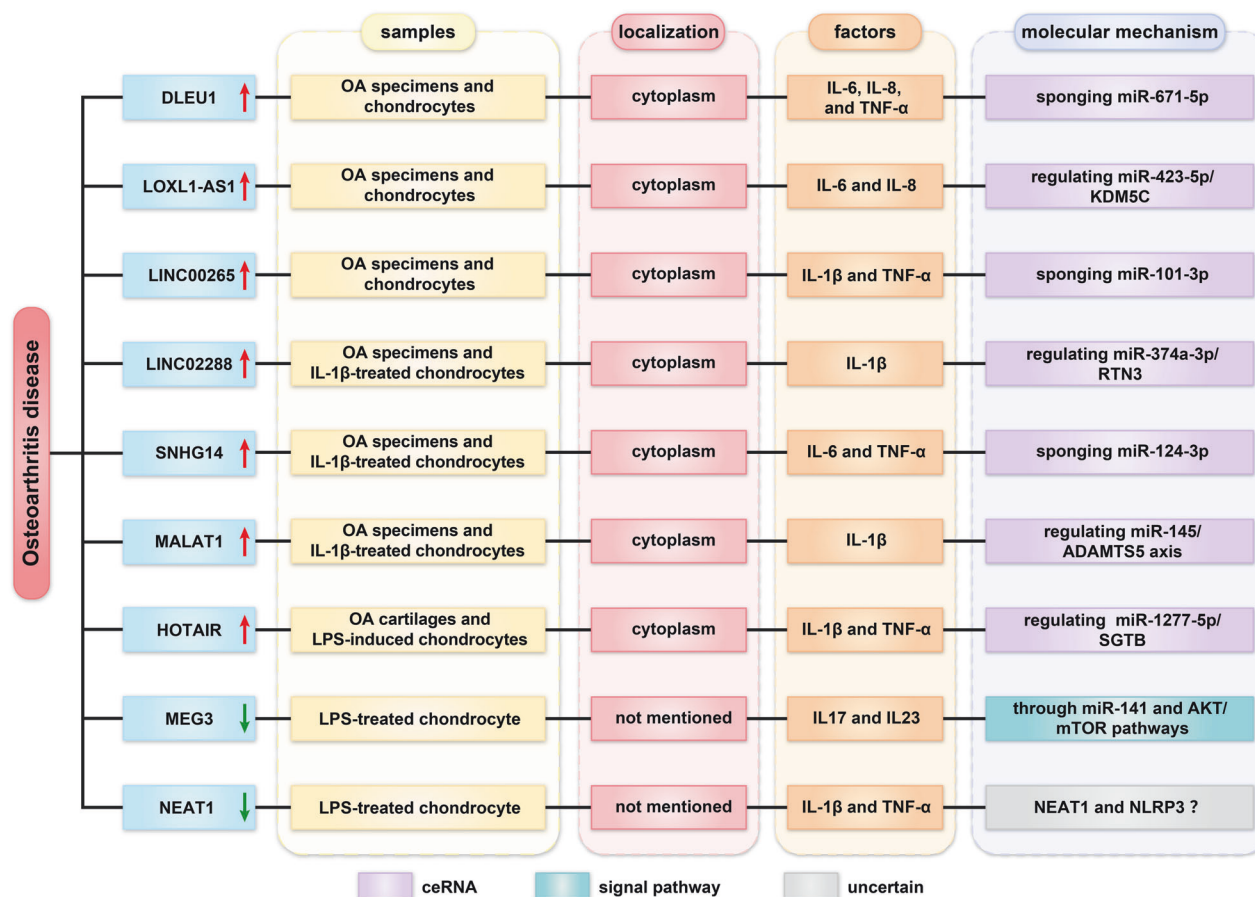 samples
localization
factors
molecular mechanism
Osteoarthritis disease
DLEU1
OA specimens and
chondrocytes
cytoplasm
IL-6, IL-8,
and TNF-α
sponging miR-671-5p
LOXL1-AS1
OA specimens and
chondrocytes
cytoplasm
IL-6 and IL-8
regulating miR-423-5p/
KDM5C
LINC00265
OA specimens and
chondrocytes
cytoplasm
IL-1β and TNF-α
sponging miR-101-3p
LINC02288
OA specimens and
IL-1β-treated chondrocytes
cytoplasm
IL-1β
regulating miR-374a-3p/
RTN3
SNHG14
OA specimens and
IL-1β-treated chondrocytes
cytoplasm
IL-6 and TNF-α
sponging miR-124-3p
MALAT1
OA specimens and
IL-1β-treated chondrocytes
cytoplasm
IL-1β
regulating miR-145/
ADAMTS5 axis
HOTAIR
OA cartilages and
LPS-induced chondrocytes
cytoplasm
IL-1β and TNF-α
regulating miR-1277-5p/
SGTB
MEG3
LPS-treated chondrocyte
not mentioned
IL17 and IL23
through miR-141 and AKT/
mTOR pathways
NEAT1
LPS-treated chondrocyte
not mentioned
IL-1β and TNF-α
NEAT1 and NLRP3 ?
ceRNA
signal pathway
uncertain